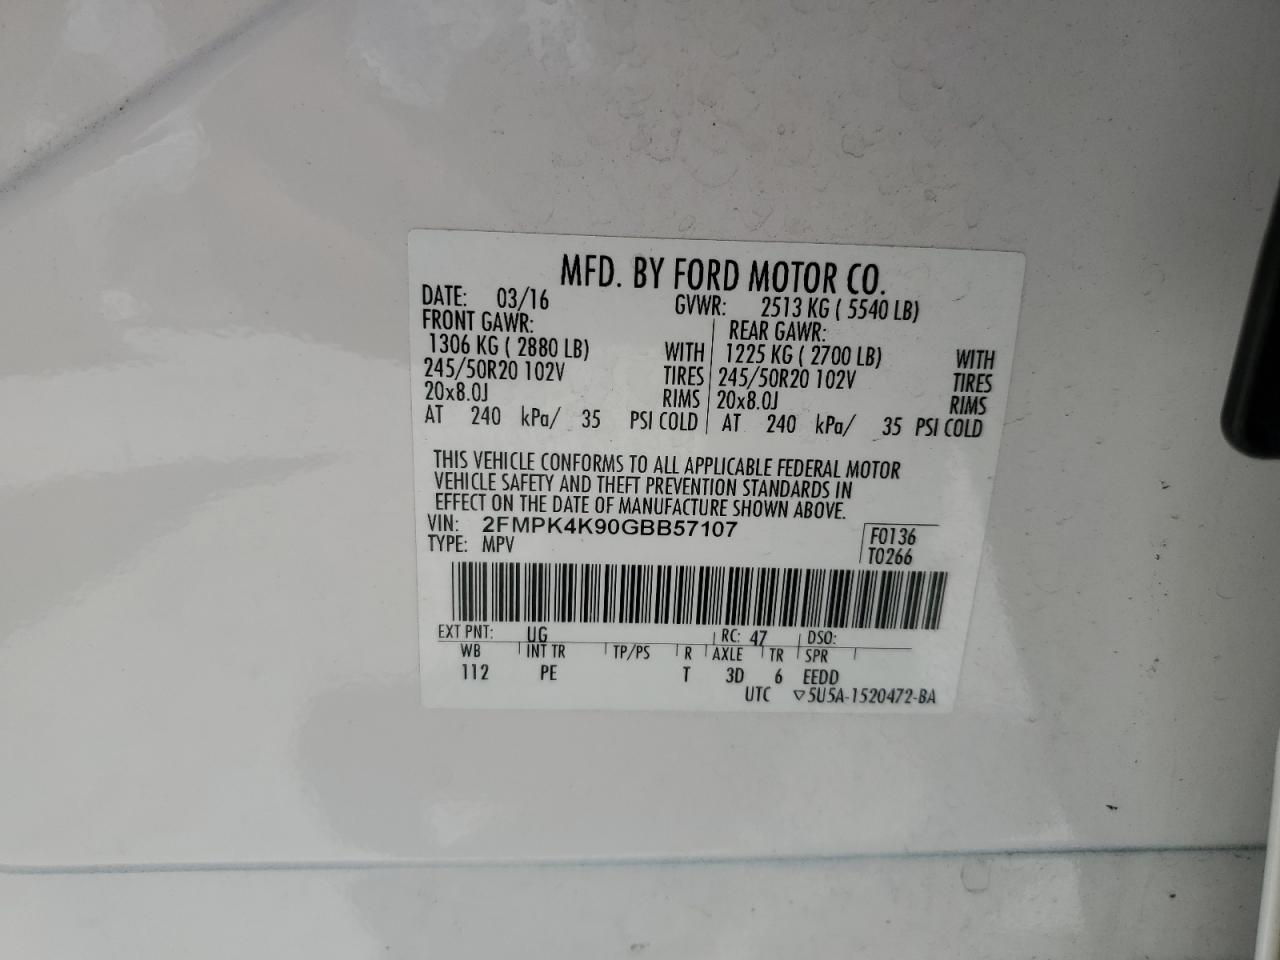 MFD. BY FORD MOTOR CO.
DATE: 03/16 GVWR: 2513 KG ( 5540 LB)
FRONT GAWR: REAR GAWR:
1306 KG ( 2880 LB) WITH 1225 KG ( 2700 LB) WITH
245/50R20 102V TIRES 245/50R20 102V TIRES
20x8.0J RIMS 20x8.0J RIMS
AT 240 kPa/ 35 PSI COLD AT 240 kPa/ 35 PSI COLD
THIS VEHICLE CONFORMS TO ALL APPLICABLE FEDERAL MOTOR
VEHICLE SAFETY AND THEFT PREVENTION STANDARDS IN
EFFECT ON THE DATE OF MANUFACTURE SHOWN ABOVE.
VIN: 2FMPK4K90GBB57107 F0136
TYPE: MPV T0266
EXT PNT: UG RC: 47 DSO:
WB INT TR TP/PS R AXLE TR SPR
112 PE T 3D 6 EEDD
UTC ▽5U5A-1520472-BA